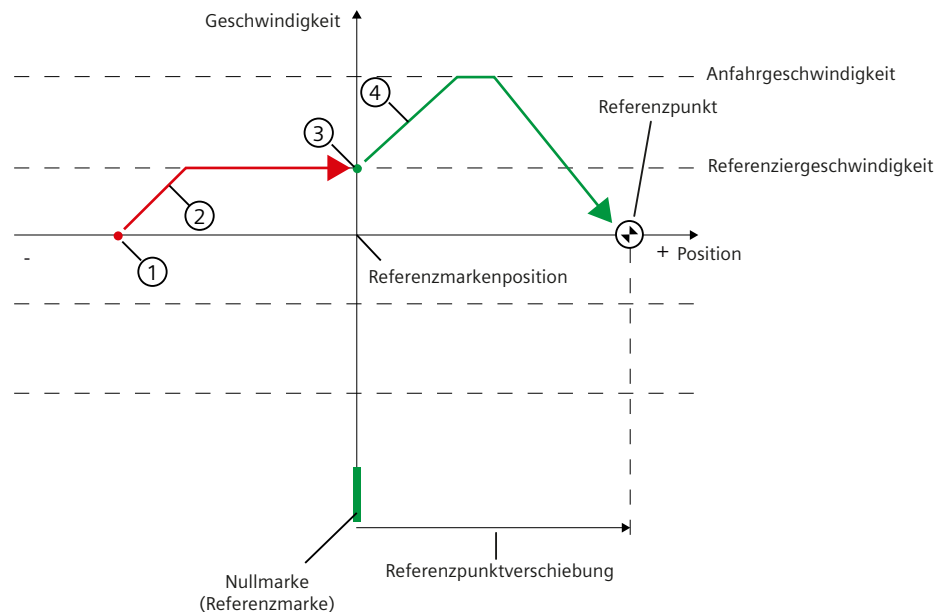 Geschwindigkeit
Anfahrgeschwindigkeit
4
Referenzpunkt
3
Referenziergeschwindigkeit
2
1
-
+ Position
Referenzmarkenposition
Referenzpunktverschiebung
Nullmarke
(Referenzmarke)